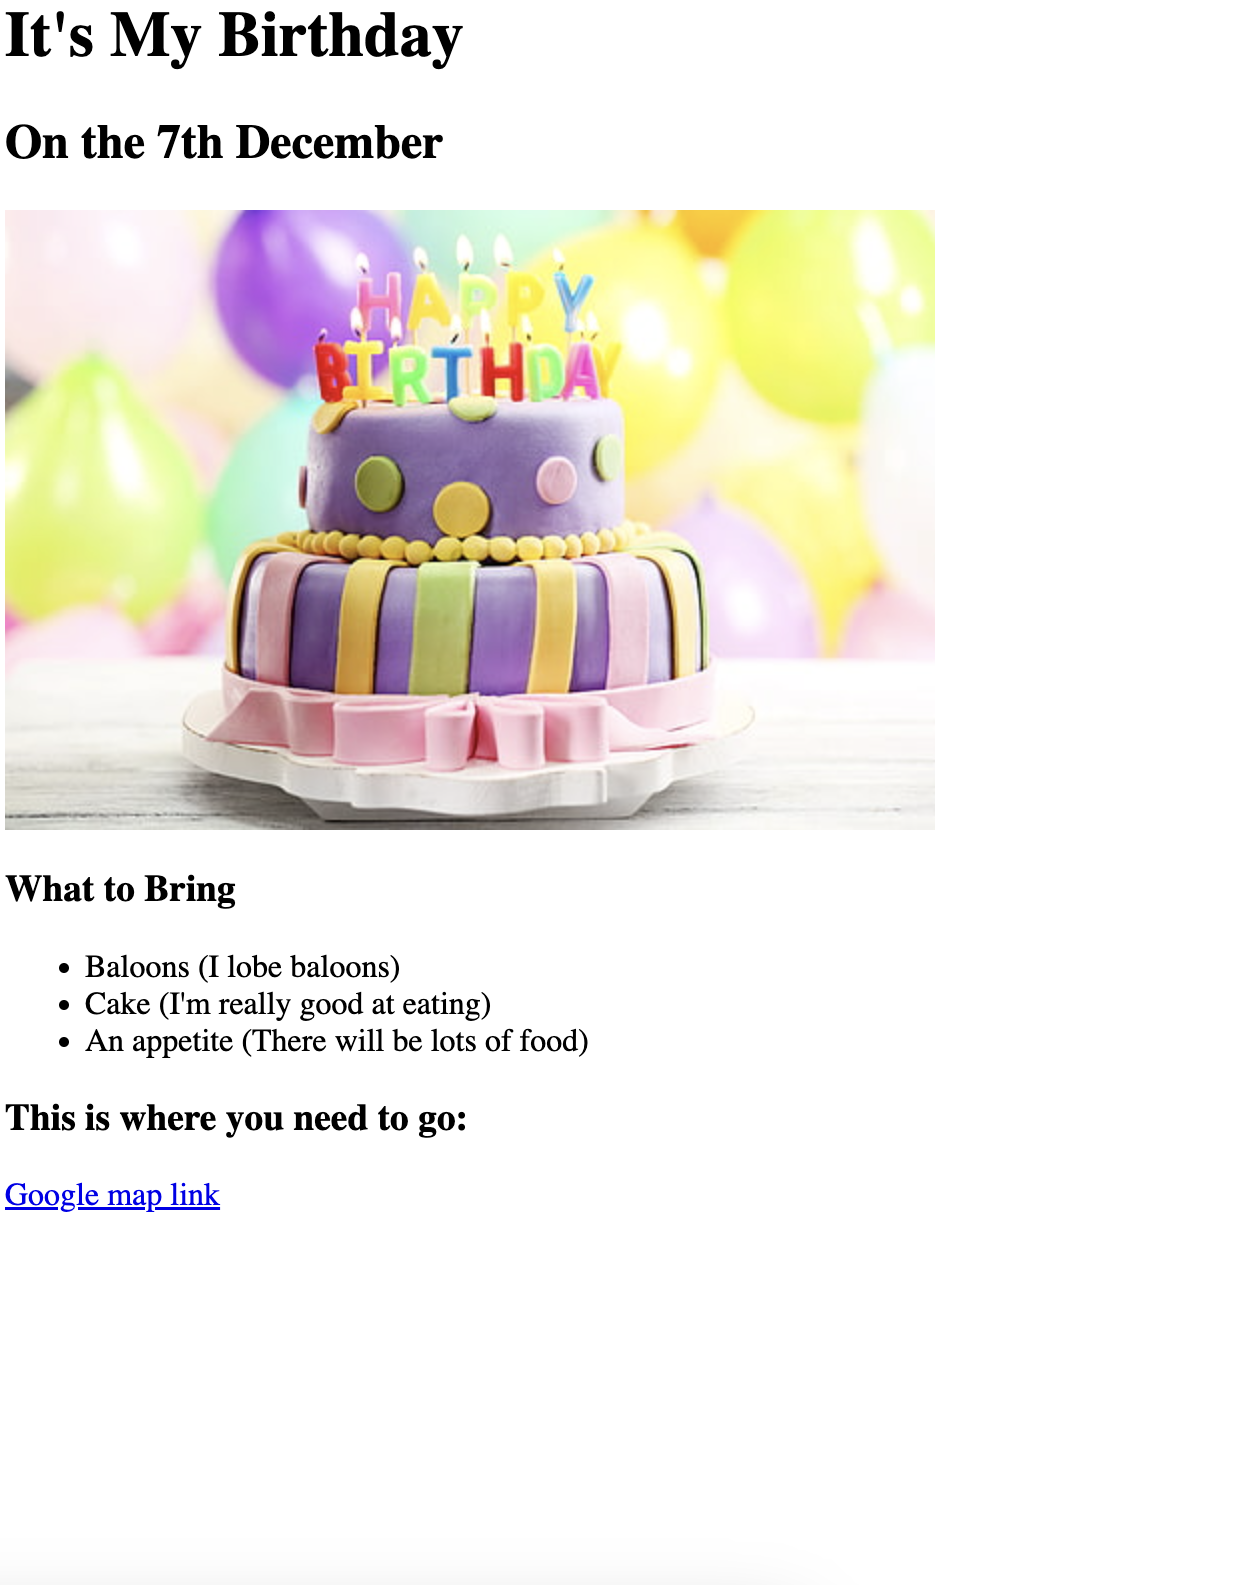 It's My Birthday
On the 7th December
HAPPY
BIRTHDAY
What to Bring
Baloons (I lobe baloons)
Cake (I'm really good at eating)
An appetite (There will be lots of food)
This is where you need to go:
Google map link